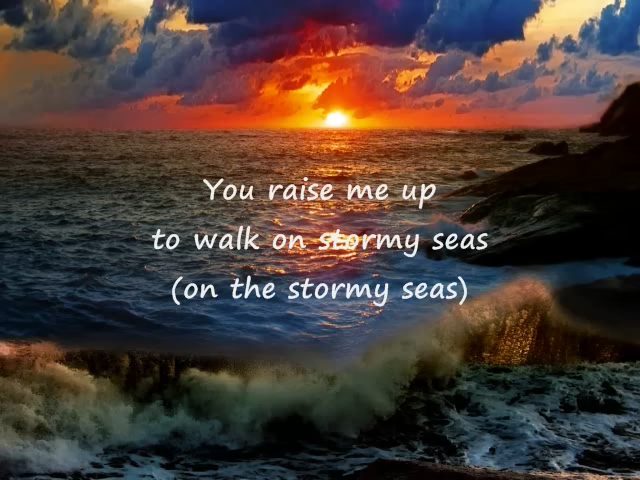 You raise me up
to walk on stormy seas
(on the stormy seas)